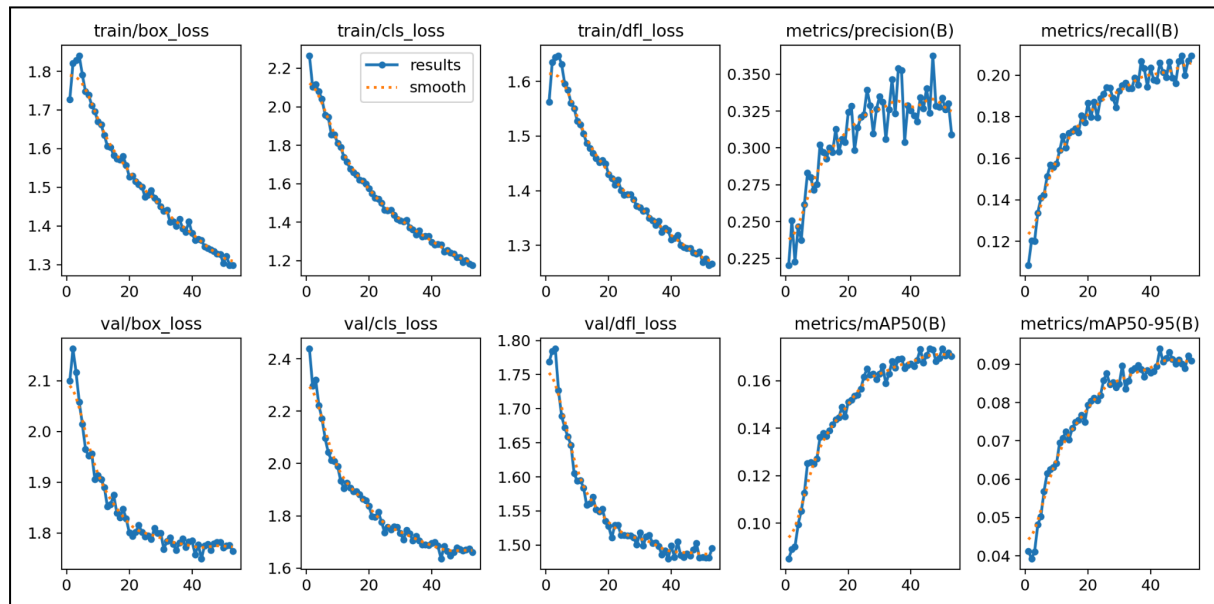 train/box_loss
train/cls_loss
train/dfl_loss
metrics/precision(B)
metrics/recall(B)
results
smooth
1.8
1.7
1.6
1.5
1.4
1.3
0 20 40
2.2
2.0
1.8
1.6
1.4
1.2
0 20 40
1.6
1.5
1.4
1.3
0 20 40
0.350
0.325
0.300
0.275
0.250
0.225
0 20 40
0.20
0.18
0.16
0.14
0.12
0 20 40
val/box_loss
val/cls_loss
val/dfl_loss
metrics/mAP50(B)
metrics/mAP50-95(B)
2.1
2.0
1.9
1.8
0 20 40
2.4
2.2
2.0
1.8
1.6
0 20 40
1.80
1.75
1.70
1.65
1.60
1.55
1.50
0 20 40
0.16
0.14
0.12
0.10
0 20 40
0.09
0.08
0.07
0.06
0.05
0.04
0 20 40